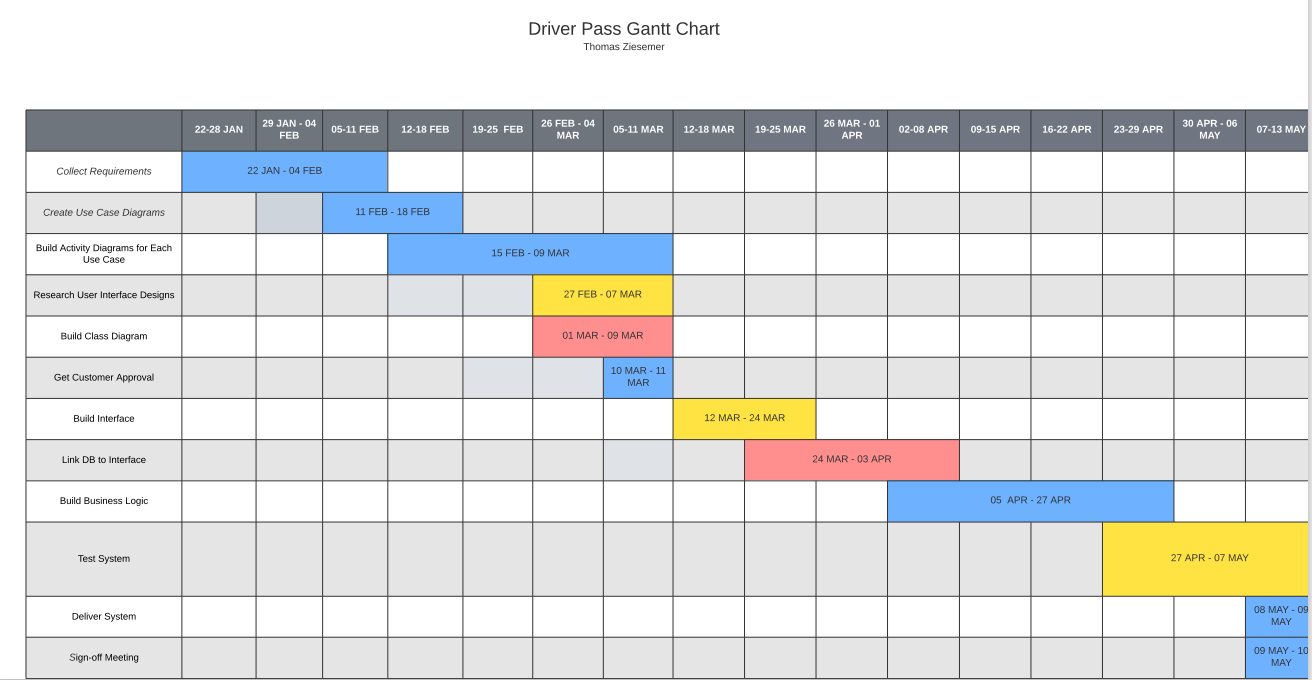 Driver Pass Gantt Chart
Thomas Ziesemer
22-28 JAN
29 JAN - 04
FEB
05-11 FEB
12-18 FEB
19-25  FEB
26 FEB - 04
MAR
05-11 MAR
12-18 MAR
19-25 MAR
26 MAR - 01
APR
02-08 APR
09-15 APR
16-22 APR
23-29 APR
30 APR - 06
MAY
07-13 MAY
Collect Requirements
22 JAN - 04 FEB
Create Use Case Diagrams
11 FEB - 18 FEB
Build Activity Diagrams for Each
Use Case
15 FEB - 09 MAR
Research User Interface Designs
27 FEB - 07 MAR
Build Class Diagram
01 MAR - 09 MAR
Get Customer Approval
10 MAR - 11
MAR
Build Interface
12 MAR - 24 MAR
Link DB to Interface
24 MAR - 03 APR
Build Business Logic
05  APR - 27 APR
Test System
27 APR - 07 MAY
Deliver System
08 MAY - 09
MAY
Sign-off Meeting
09 MAY - 10
MAY